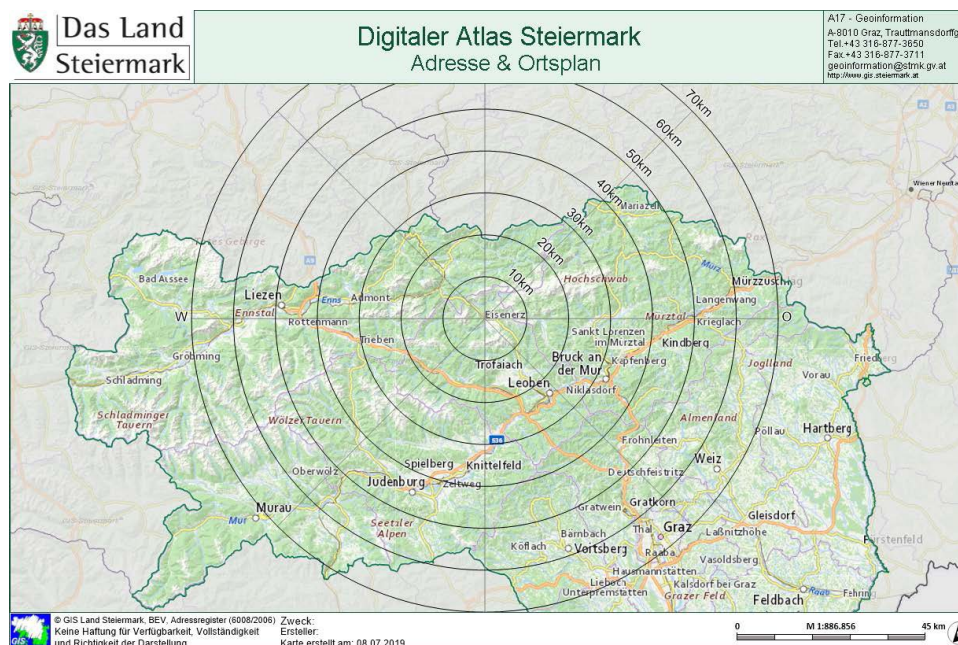 Das Land
Steiermark
Digitaler Atlas Steiermark
Adresse & Ortsplan
A17 - Geoinformation
A-8010 Graz, Trauttmansdorffg
Tel.+43 316-877-3650
Fax.+43 316-877-3711
geoinformation@stmk.gv.at
http://www.gis.steiermark.at
70km
60km
50km
40km
30km
20km
10km
Wiener Neusta
Mariazell
Bad Aussee
Hochschwab
Mürz
Mürzzuschlag
Liezen
Enns
Admont
Langenwang
W
Ennstal
Rottenmann
Eisenerz
Mürztal
Krieglach
O
Trieben
Sankt Lorenzen
im Mürztal
Kindberg
Gröbming
Bruck an
der Mur
Kapfenberg
Joglland
Friedberg
Trofaiach
Schladming
Leoben
Niklasdorf
Vorau
Schladminger
Tauern
Wölzer Tauern
Almenland
Pöllau
Hartberg
S36
Frohnleiten
Oberwölz
Spielberg
Knittelfeld
Deutschfeistritz
Weiz
Judenburg
Zeltweg
Murau
Mur
Seetaler
Alpen
Gratwein
Gratkorn
Gleisdorf
Thal
Graz
Laßnitzhöhe
Fürstenfeld
Bärnbach
Köflach
Voitsberg
Raaba
Vasoldsberg
Hausmannstätten
Lieboch
Unterpremstätten
Kalsdorf bei Graz
Grazer Feld
Feldbach
Raab
Fehring
GIS
© GIS Land Steiermark, BEV, Adressregister (6008/2006)
Keine Haftung für Verfügbarkeit, Vollständigkeit
und Richtigkeit der Darstellung
Zweck:
Ersteller:
Karte erstellt am: 08.07.2019
0
M 1:886.856
45 km